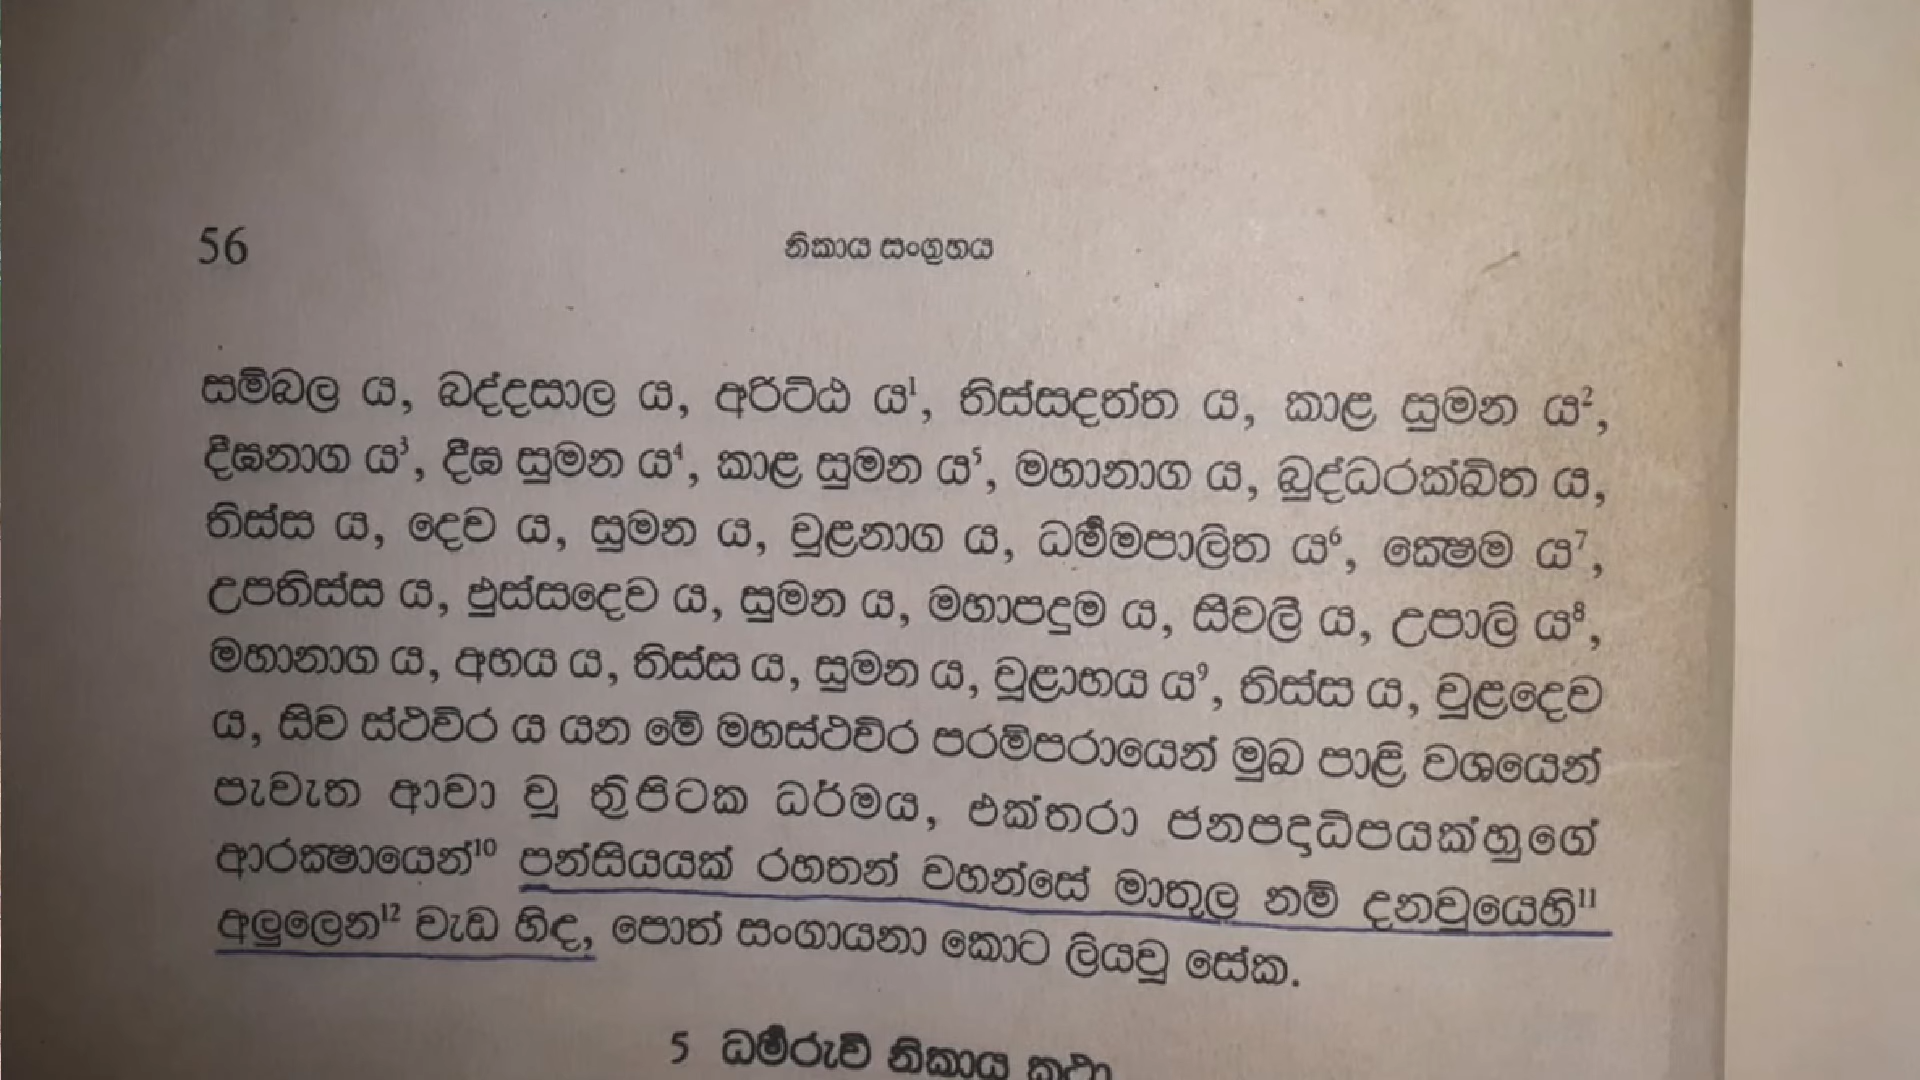 56
නිකාය සංග්‍රහය
සම්බල ය, බද්දසාල ය, අරිට්ඨ ය¹, තිස්සදත්ත ය, කාළ සුමන ය²,
දීඝනාග ය³, දීඝ සුමන ය⁴, කාළ සුමන ය⁵, මහානාග ය, බුද්ධරක්ඛිත ය,
තිස්ස ය, දෙව ය, සුමන ය, චූළනාග ය, ධර්‍මපාලිත ය⁶, ක්‍ෂෙම ය⁷,
උපතිස්ස ය, ඵුස්සදෙව ය, සුමන ය, මහාපදුම ය, සීවලී ය, උපාලි ය⁸,
මහානාග ය, අභය ය, තිස්ස ය, සුමන ය, චූළාභය ය⁹, තිස්ස ය, චූළදෙව
ය, සිව ස්ථවිර ය යන මේ මහස්ථවිර පරම්පරායෙන් මුඛ පාළි වශයෙන්
පැවැත ආවා වූ ත්‍රිපිටක ධර්මය, එක්තරා ජනපදාධිපයක්හුගේ
ආරක්‍ෂායෙන්¹⁰ පන්සියයක් රහතන් වහන්සේ මාතුල නම් දනවුයෙහි¹¹
අලුලෙන¹² වැඩ හිඳ, පොත් සංගායනා කොට ලියවූ සේක.
5 ධර්‍මරුචි නිකාය කථා